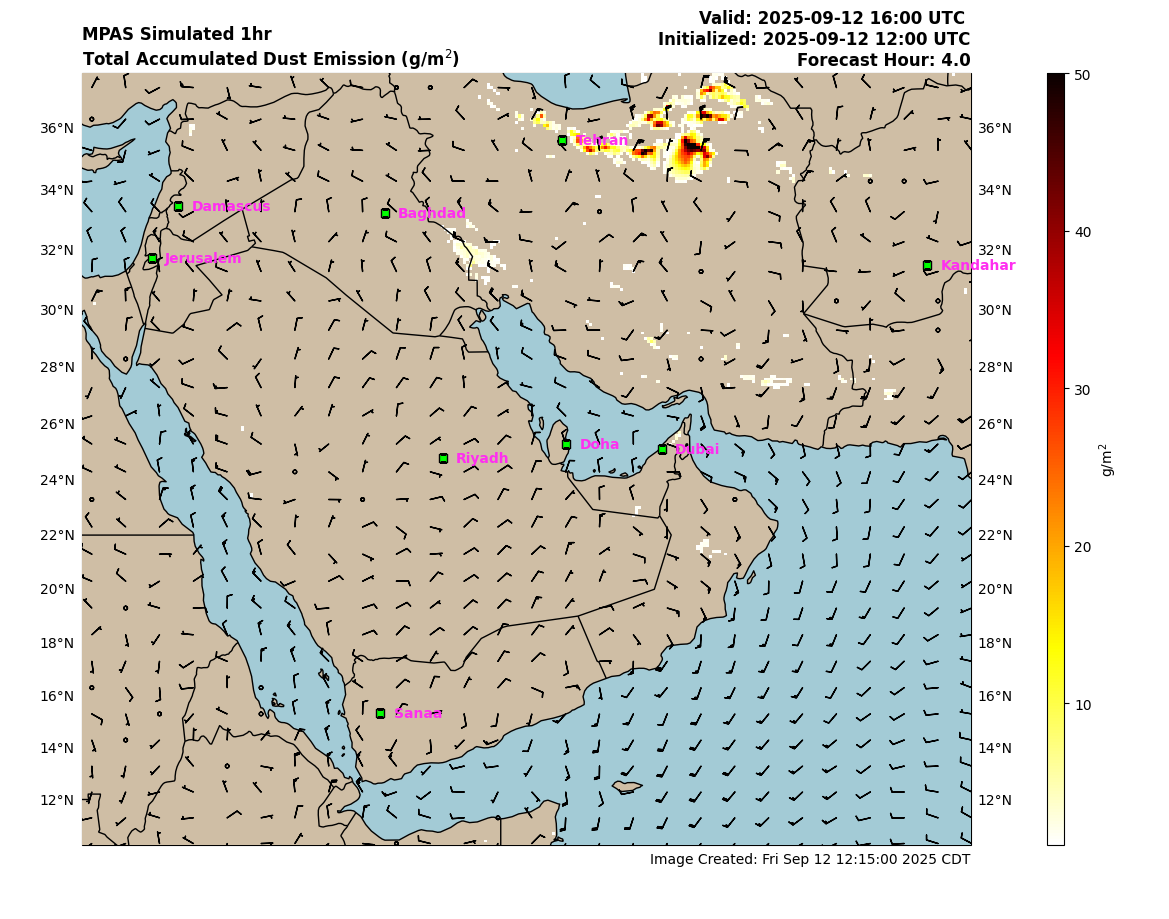 MPAS Simulated 1hr
Total Accumulated Dust Emission (g/m²)
Valid: 2025-09-12 16:00 UTC
Initialized: 2025-09-12 12:00 UTC
Forecast Hour: 4.0
36°N
34°N
32°N
30°N
28°N
26°N
24°N
22°N
20°N
18°N
16°N
14°N
12°N
Tehran
Damascus
Baghdad
Jerusalem
Kandahar
Doha
Dubai
Riyadh
Sanaa
36°N
34°N
32°N
30°N
28°N
26°N
24°N
22°N
20°N
18°N
16°N
14°N
12°N
50
40
30
20
10
g/m²
Image Created: Fri Sep 12 12:15:00 2025 CDT